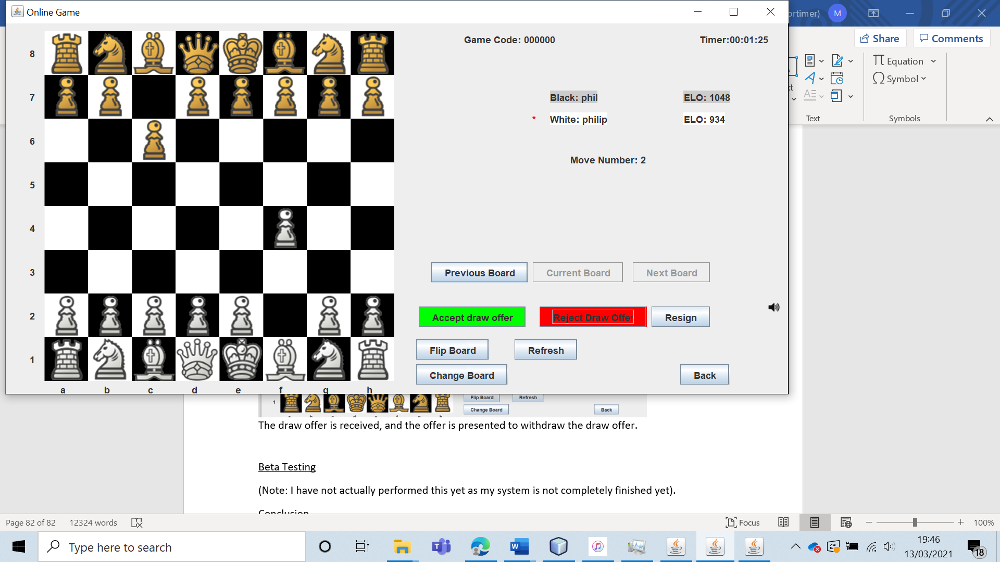 Online Game
ortimer)
M
Share
Comments
Equation
Symbol
Text
Symbols
Game Code: 000000
Timer:00:01:25
Black: phil
ELO: 1048
*
White: philip
ELO: 934
Move Number: 2
8
7
6
5
4
3
2
1
a b c d e f g h
Previous Board
Current Board
Next Board
Accept draw offer
Reject Draw Offer
Resign
Flip Board
Refresh
Change Board
Back
1
Flip Board
Refresh
Change Board
Back
The draw offer is received, and the offer is presented to withdraw the draw offer.
Beta Testing
(Note: I have not actually performed this yet as my system is not completely finished yet).
Conclusion
Page 82 of 82
12324 words
Focus
100%
Type here to search
19:46
13/03/2021
18